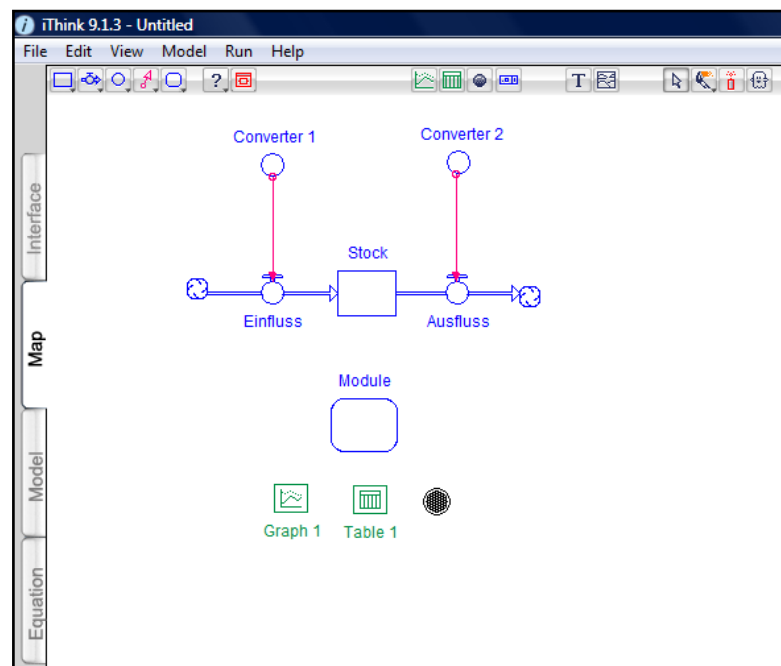 iThink 9.1.3 - Untitled
File Edit View Model Run Help
? T
Converter 1 Converter 2
Interface
Stock
Einfluss Ausfluss
Map
Module
Model
Graph 1 Table 1
Equation